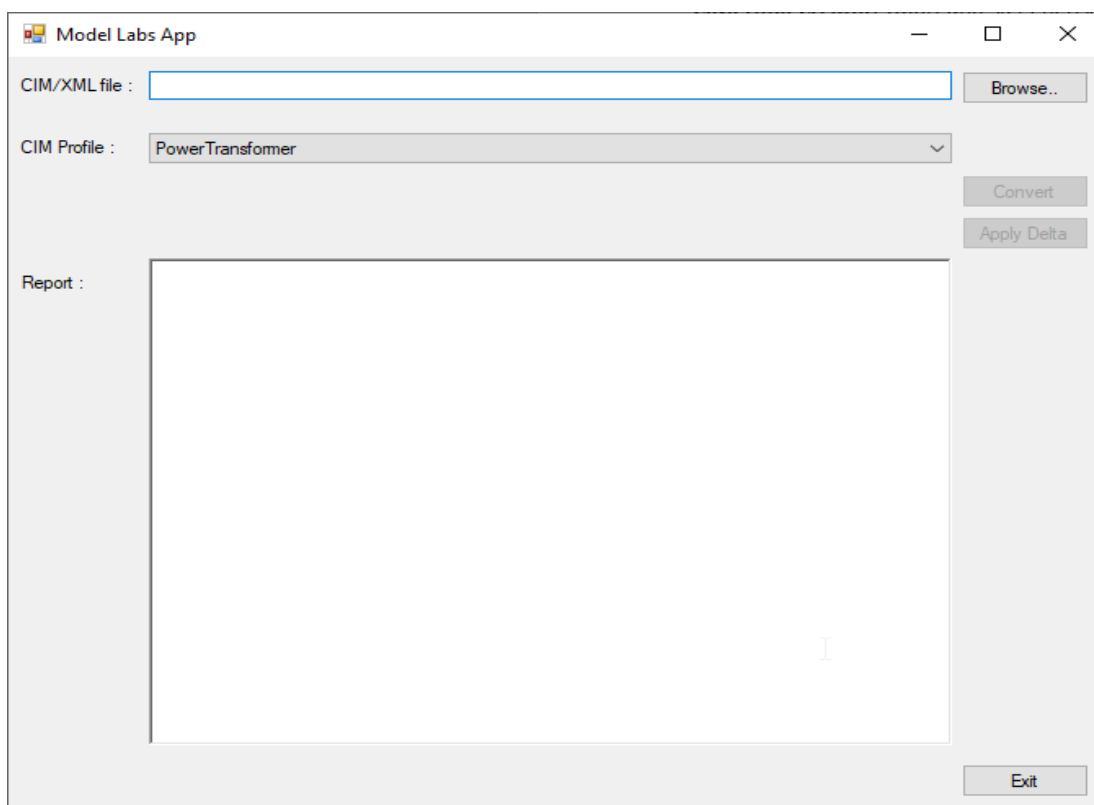 Model Labs App
CIM/XML file :
Browse..
CIM Profile :
PowerTransformer
Convert
Apply Delta
Report :
Exit